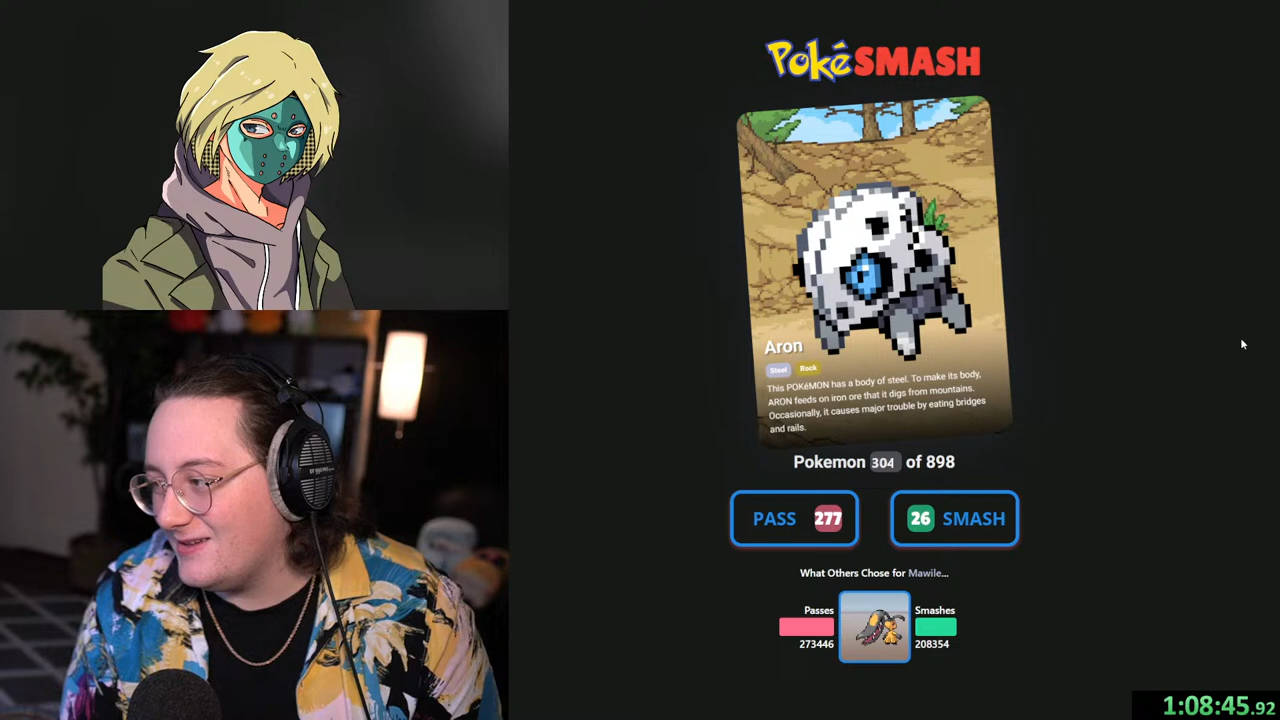 PokéSMASH
Aron
Steel Rock
This POKéMON has a body of steel. To make its body,
ARON feeds on iron ore that it digs from mountains.
Occasionally, it causes major trouble by eating bridges
and rails.
Pokemon 304 of 898
PASS 277
26 SMASH
What Others Chose for Mawile...
Passes
273446
Smashes
208354
1:08:45.92